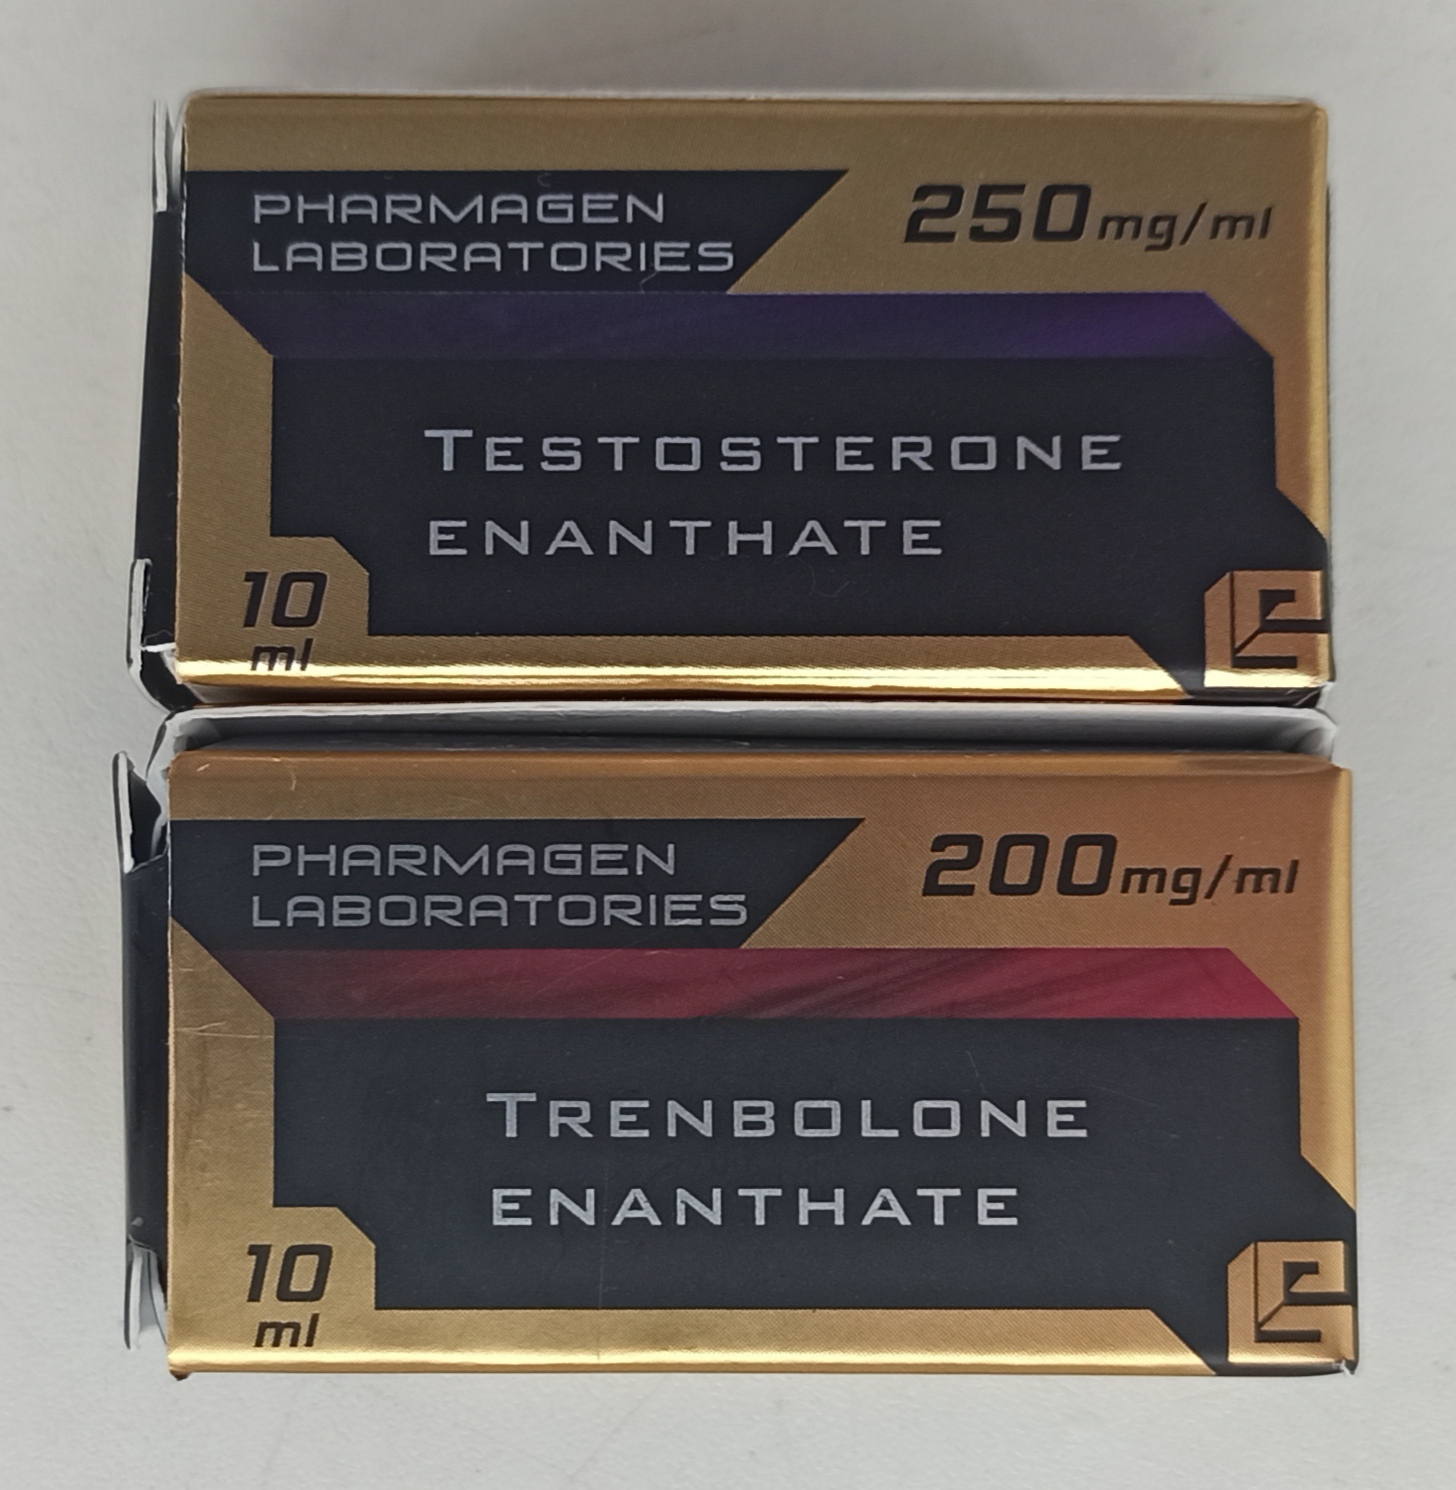 PHARMAGEN
LABORATORIES
250mg/ml
TESTOSTERONE
ENANTHATE
10
ml
PHARMAGEN
LABORATORIES
200mg/ml
TRENBOLONE
ENANTHATE
10
ml